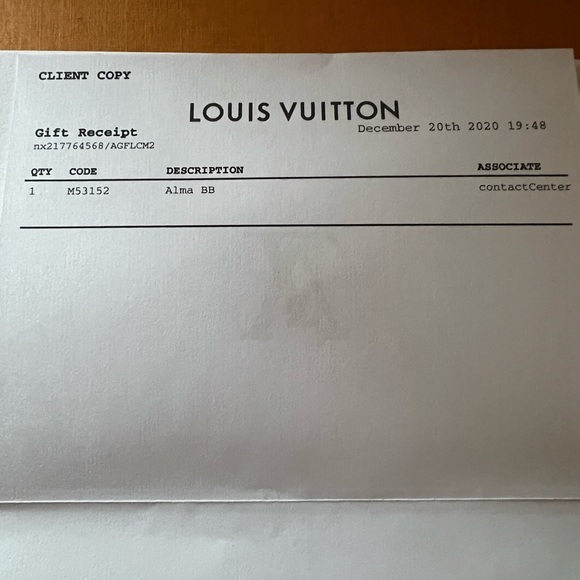 CLIENT COPY
LOUIS VUITTON
December 20th 2020 19:48
Gift Receipt
nx217764568/AGFLCM2
QTY CODE DESCRIPTION ASSOCIATE
1 M53152 Alma BB contactCenter